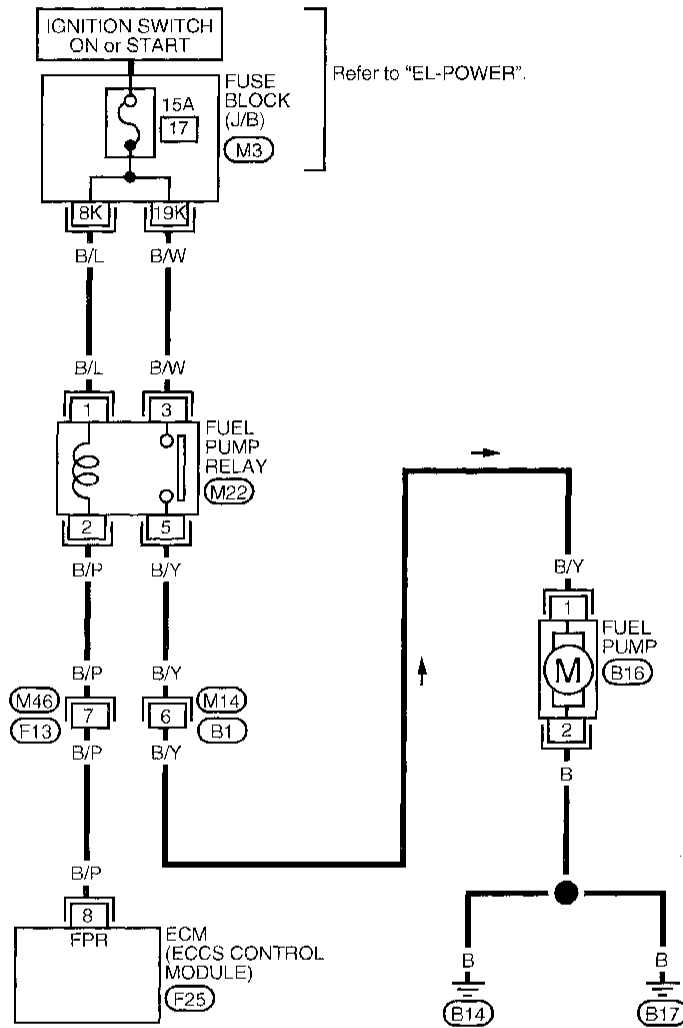 IGNITION SWITCH
ON or START
Refer to "EL-POWER".
FUSE
BLOCK
(J/B)
M3
15A
17
8K
19K
B/L
B/W
B/L
B/W
1
3
FUEL
PUMP
RELAY
M22
2
5
B/P
B/Y
B/P
B/Y
M46
F13
7
6
M14
B1
B/P
B/Y
B/Y
1
FUEL
PUMP
B16
M
2
B
B/P
8
FPR
ECM
(ECCS CONTROL
MODULE)
F25
B
B
B14
B17